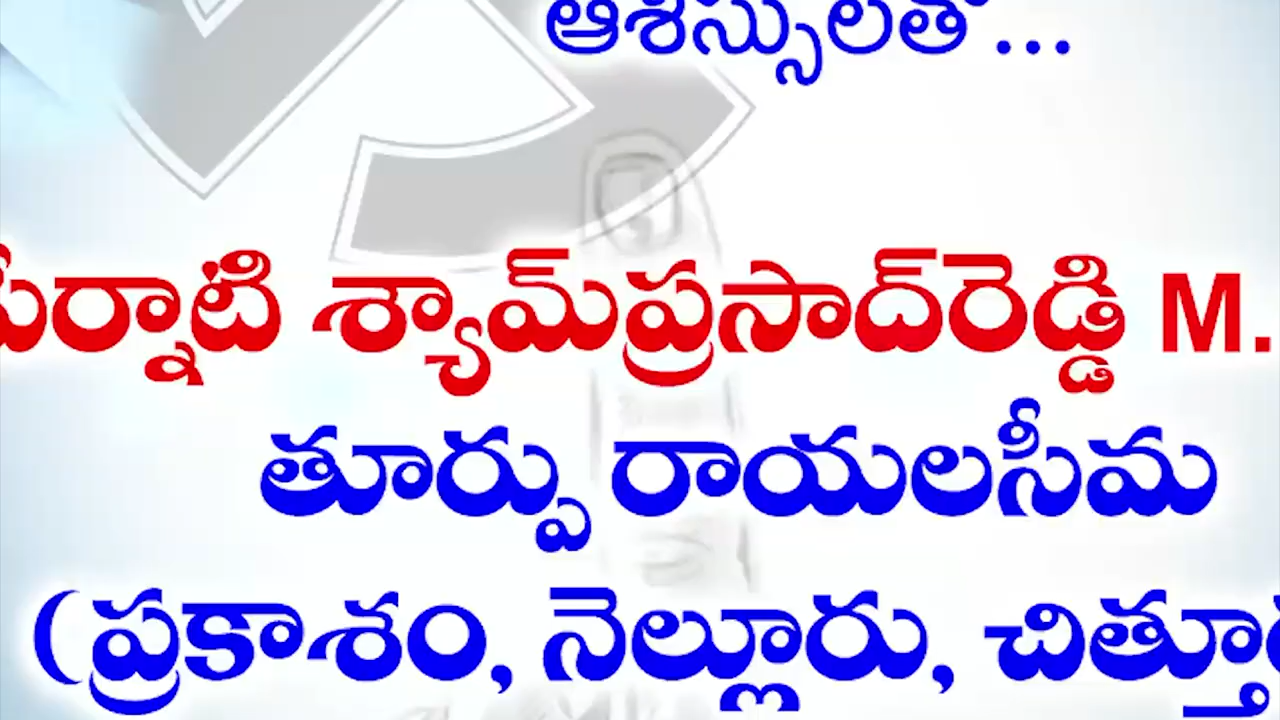 ఆశీస్సులతో...
పేర్నాటి శ్యామ్‌ప్రసాద్‌రెడ్డి M.
తూర్పు రాయలసీమ
(ప్రకాశం, నెల్లూరు, చిత్తూ